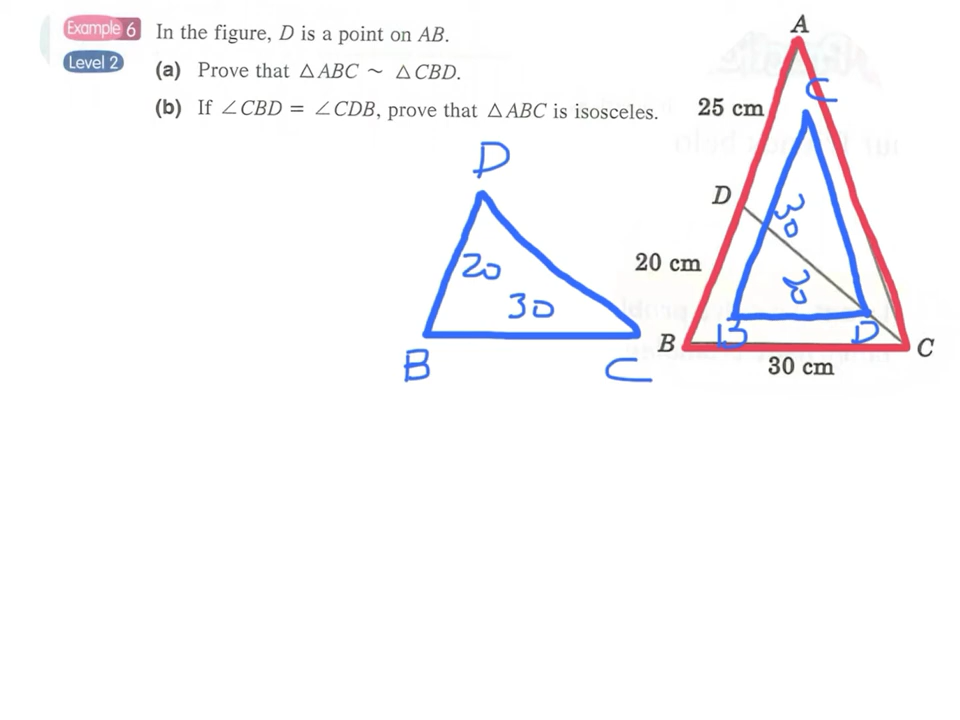 Example 6 In the figure, D is a point on AB.
Level 2 (a) Prove that △ABC ~ △CBD.
(b) If ∠CBD = ∠CDB, prove that △ABC is isosceles.
A
C
25 cm
D
D
30
20 cm
20
20
30
B
B
D
C
30 cm
B
C